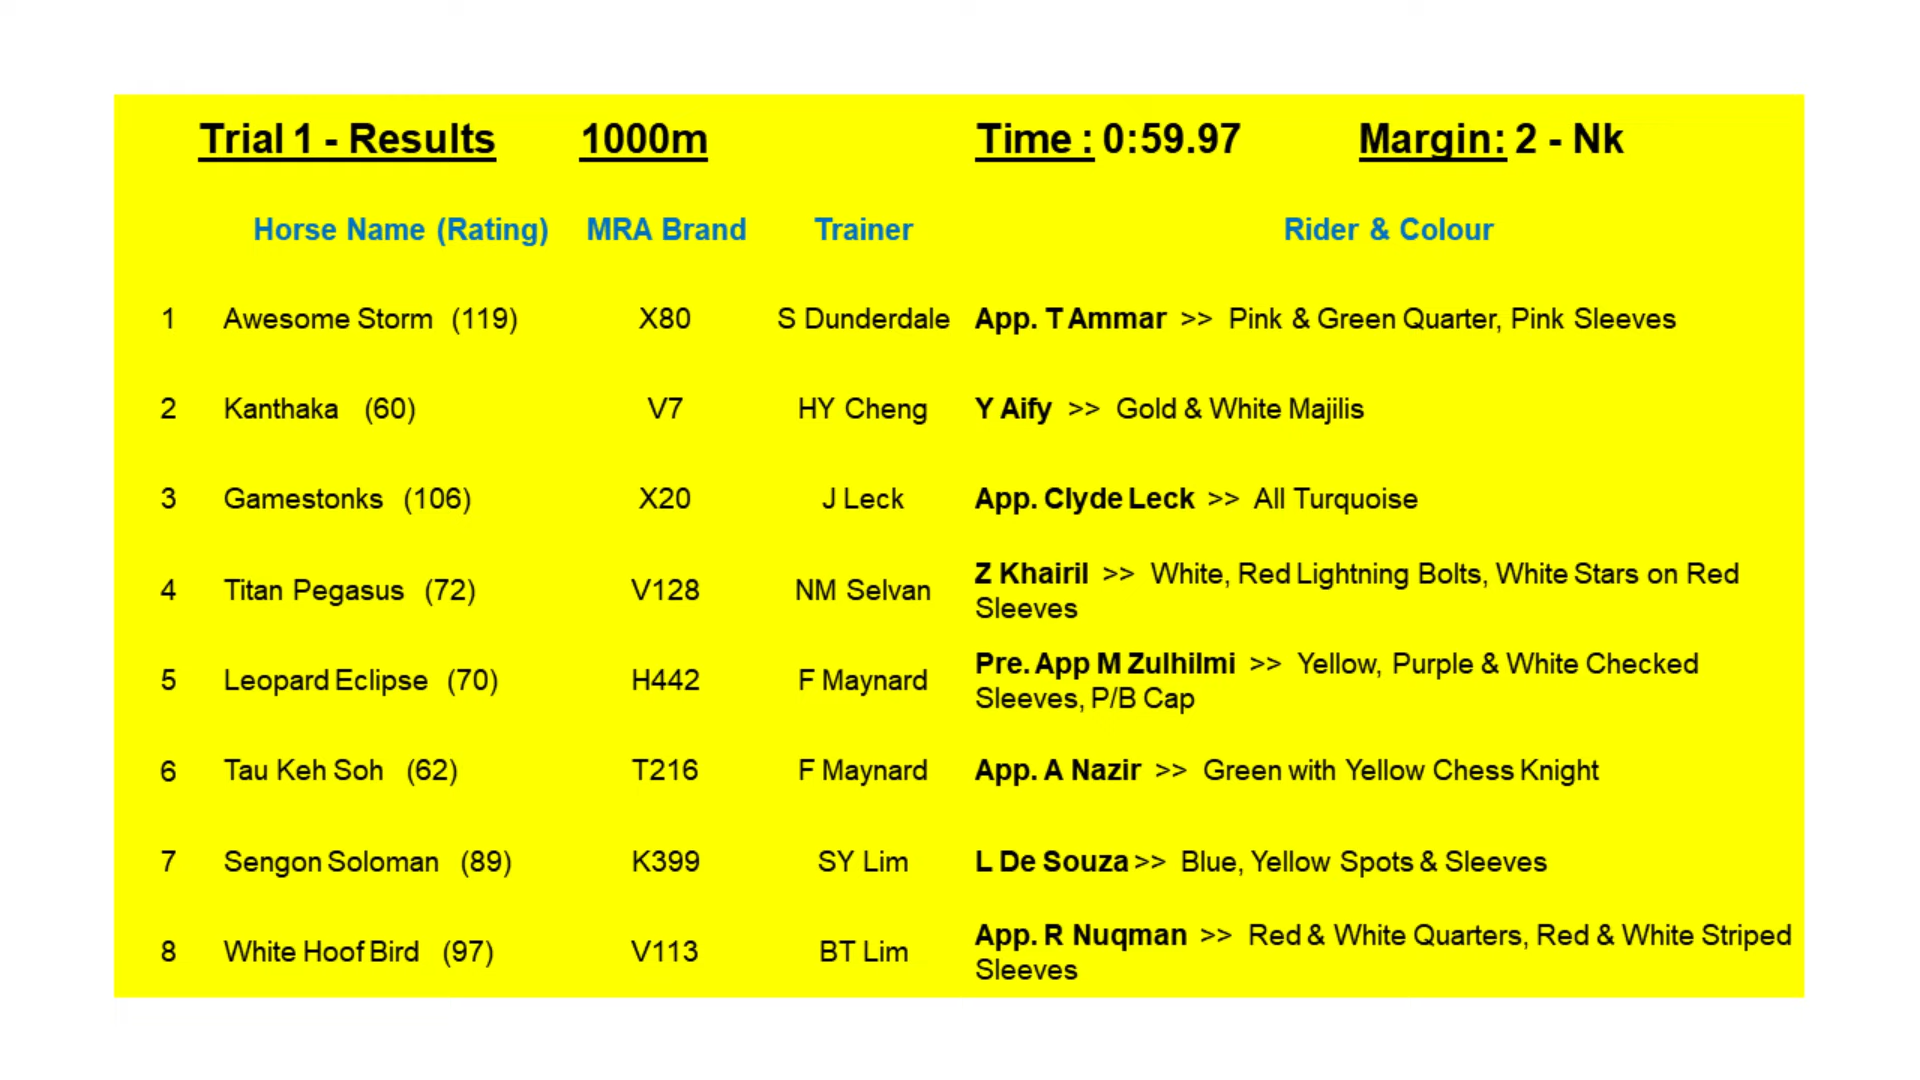 Trial 1 - Results 1000m Time : 0:59.97 Margin: 2 - Nk
Horse Name (Rating) MRA Brand Trainer Rider & Colour
1 Awesome Storm (119) X80 S Dunderdale App. T Ammar >> Pink & Green Quarter, Pink Sleeves
2 Kanthaka (60) V7 HY Cheng Y Aify >> Gold & White Majilis
3 Gamestonks (106) X20 J Leck App. Clyde Leck >> All Turquoise
4 Titan Pegasus (72) V128 NM Selvan Z Khairil >> White, Red Lightning Bolts, White Stars on Red
Sleeves
5 Leopard Eclipse (70) H442 F Maynard Pre. App M Zulhilmi >> Yellow, Purple & White Checked
Sleeves, P/B Cap
6 Tau Keh Soh (62) T216 F Maynard App. A Nazir >> Green with Yellow Chess Knight
7 Sengon Soloman (89) K399 SY Lim L De Souza >> Blue, Yellow Spots & Sleeves
8 White Hoof Bird (97) V113 BT Lim App. R Nuqman >> Red & White Quarters, Red & White Striped
Sleeves